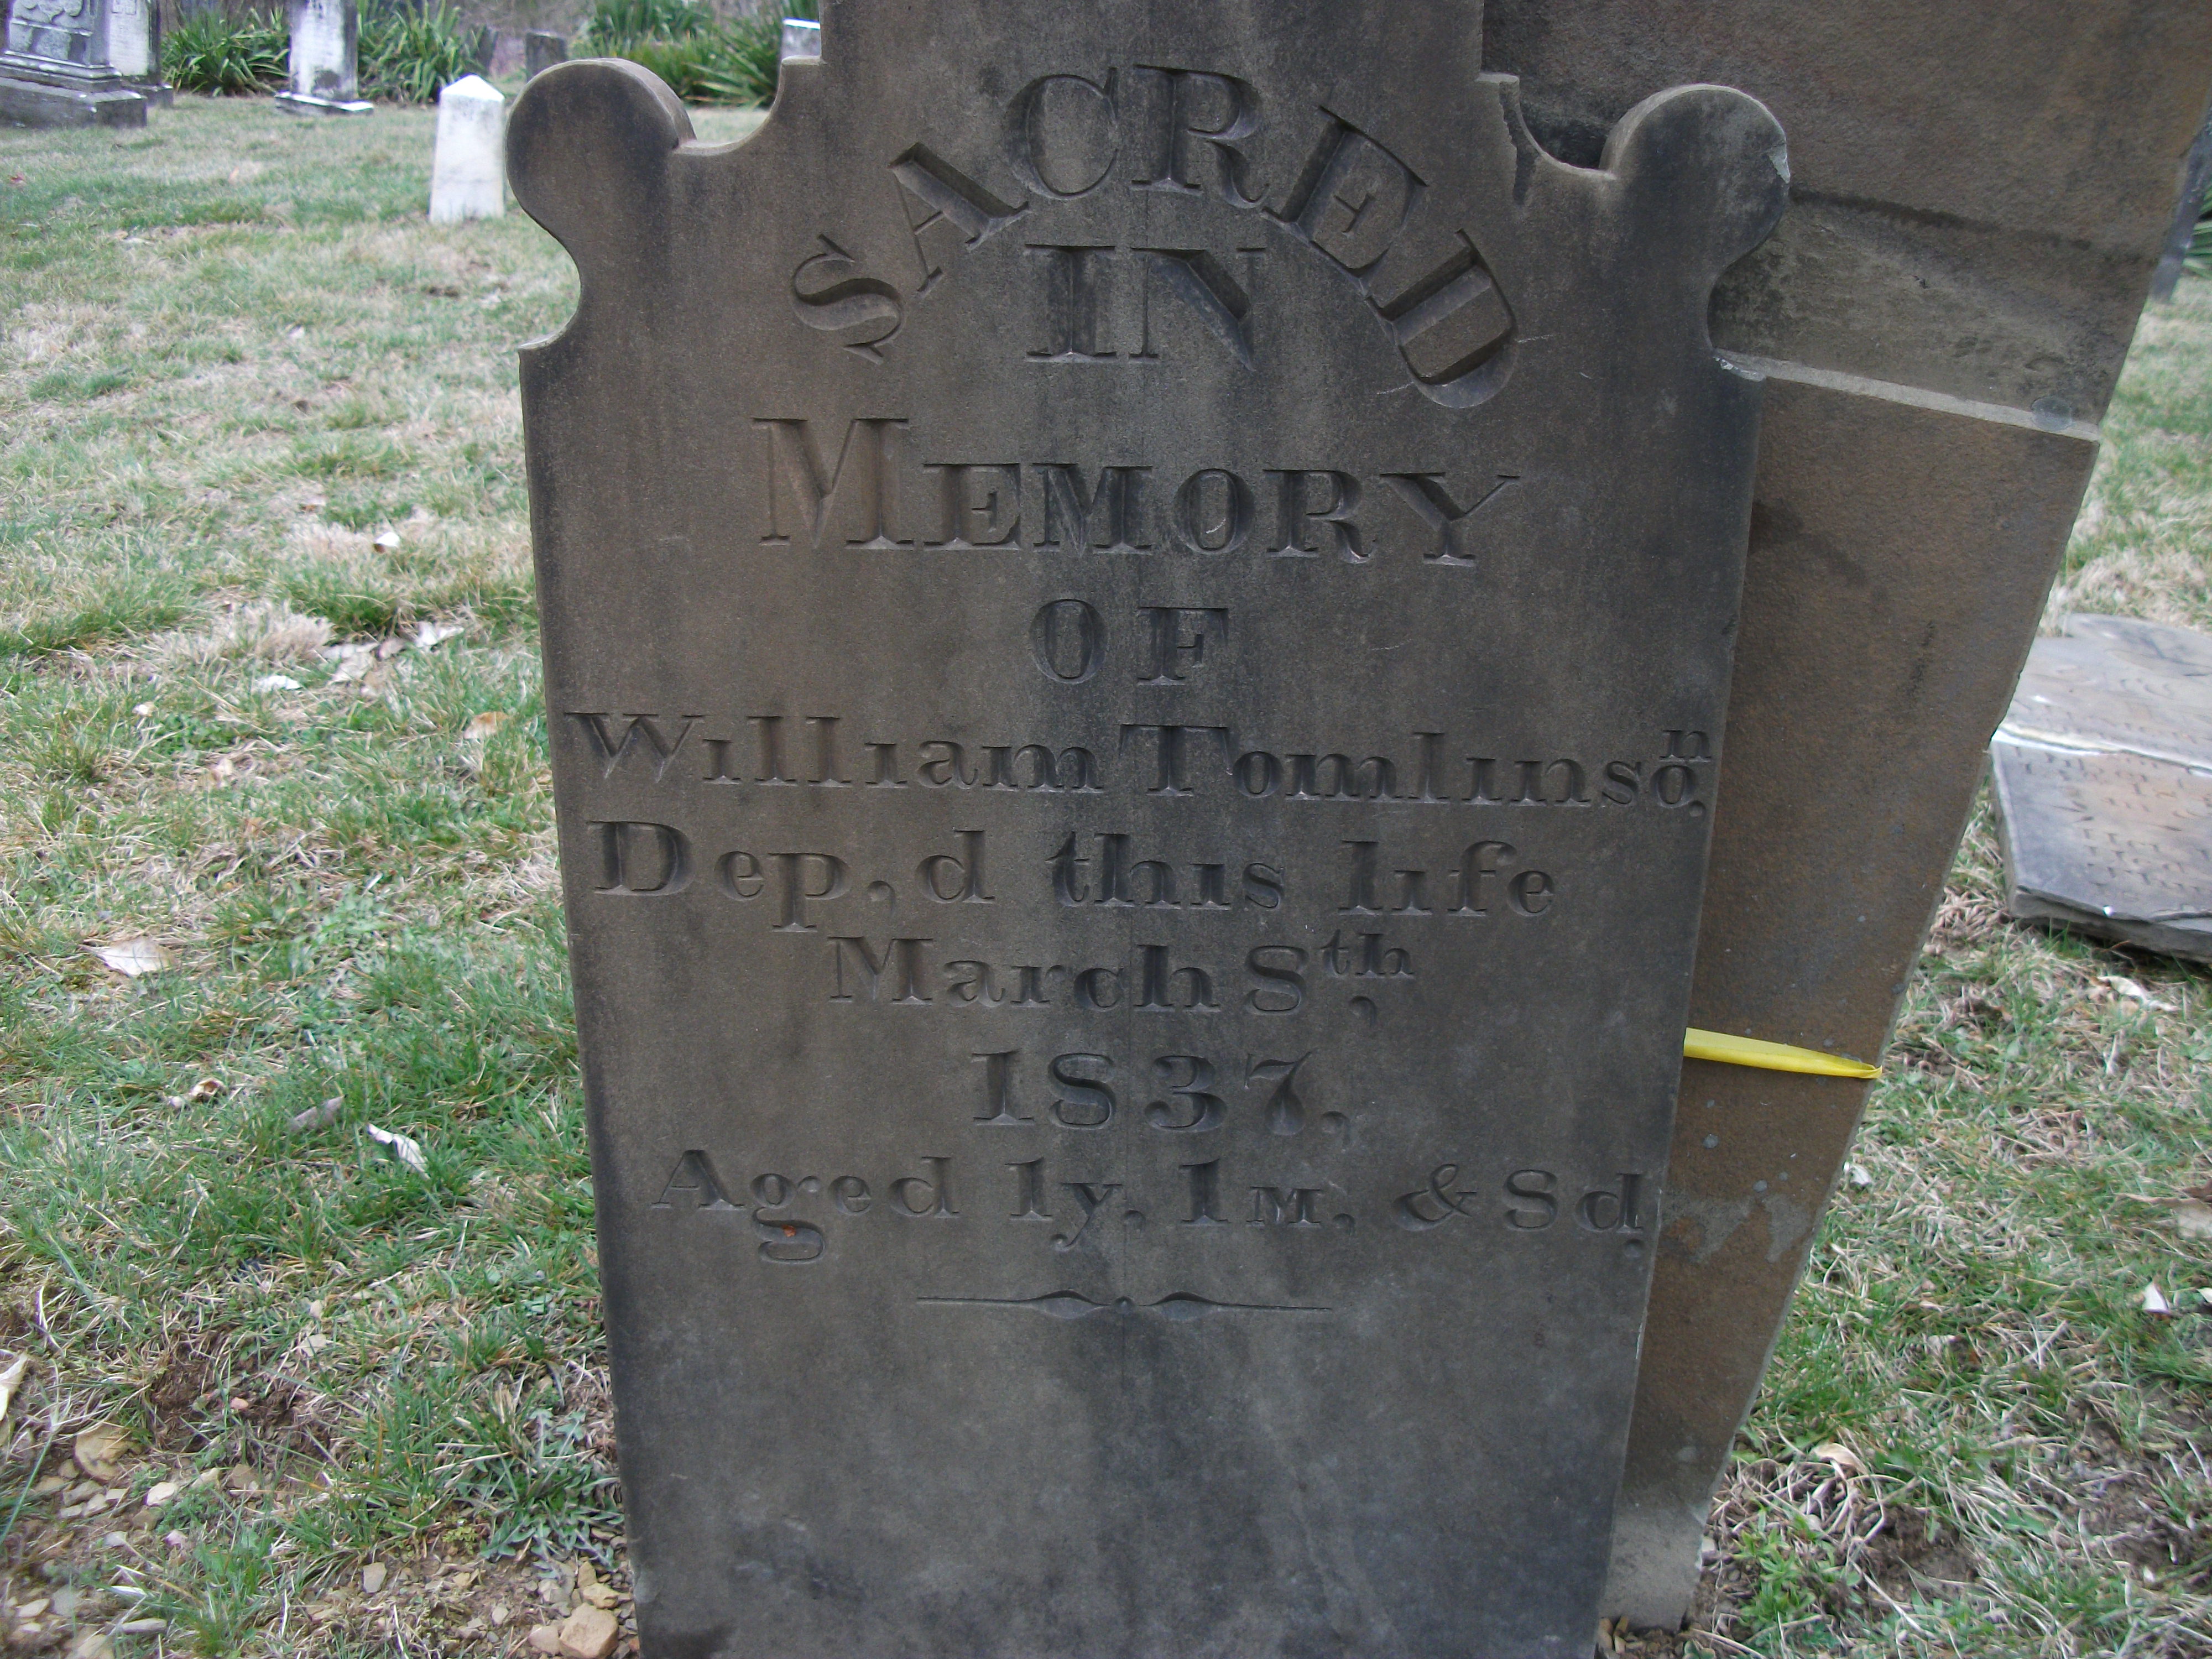 SACRED
IN
MEMORY
OF
William Tomlinson.
Dep,d this life
March 8th,
1837,
Aged 1y. 1M. & 8d.